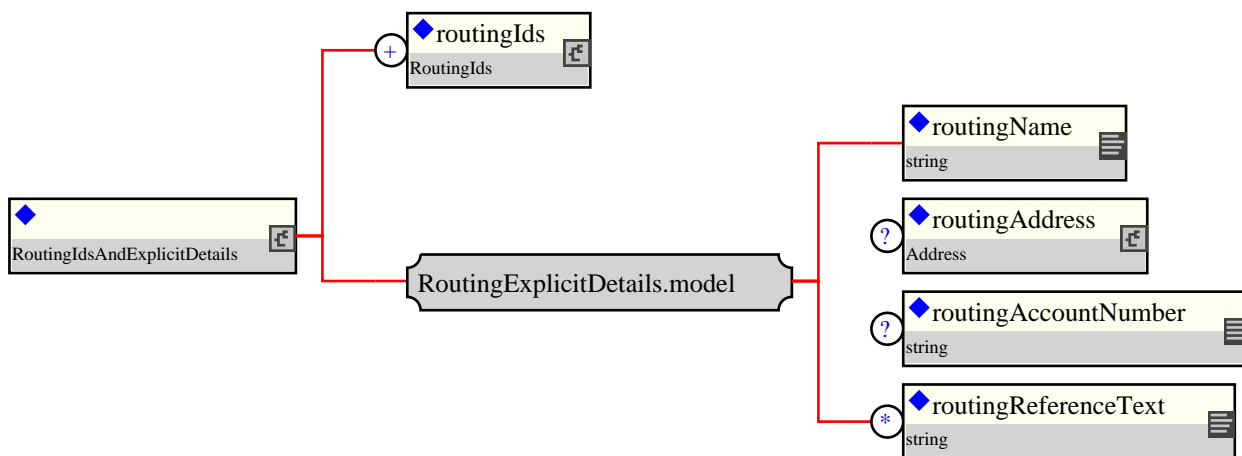 routingIds
+
RoutingIds
routingName
string
RoutingIdsAndExplicitDetails
routingAddress
?
Address
RoutingExplicitDetails.model
routingAccountNumber
?
string
routingReferenceText
*
string